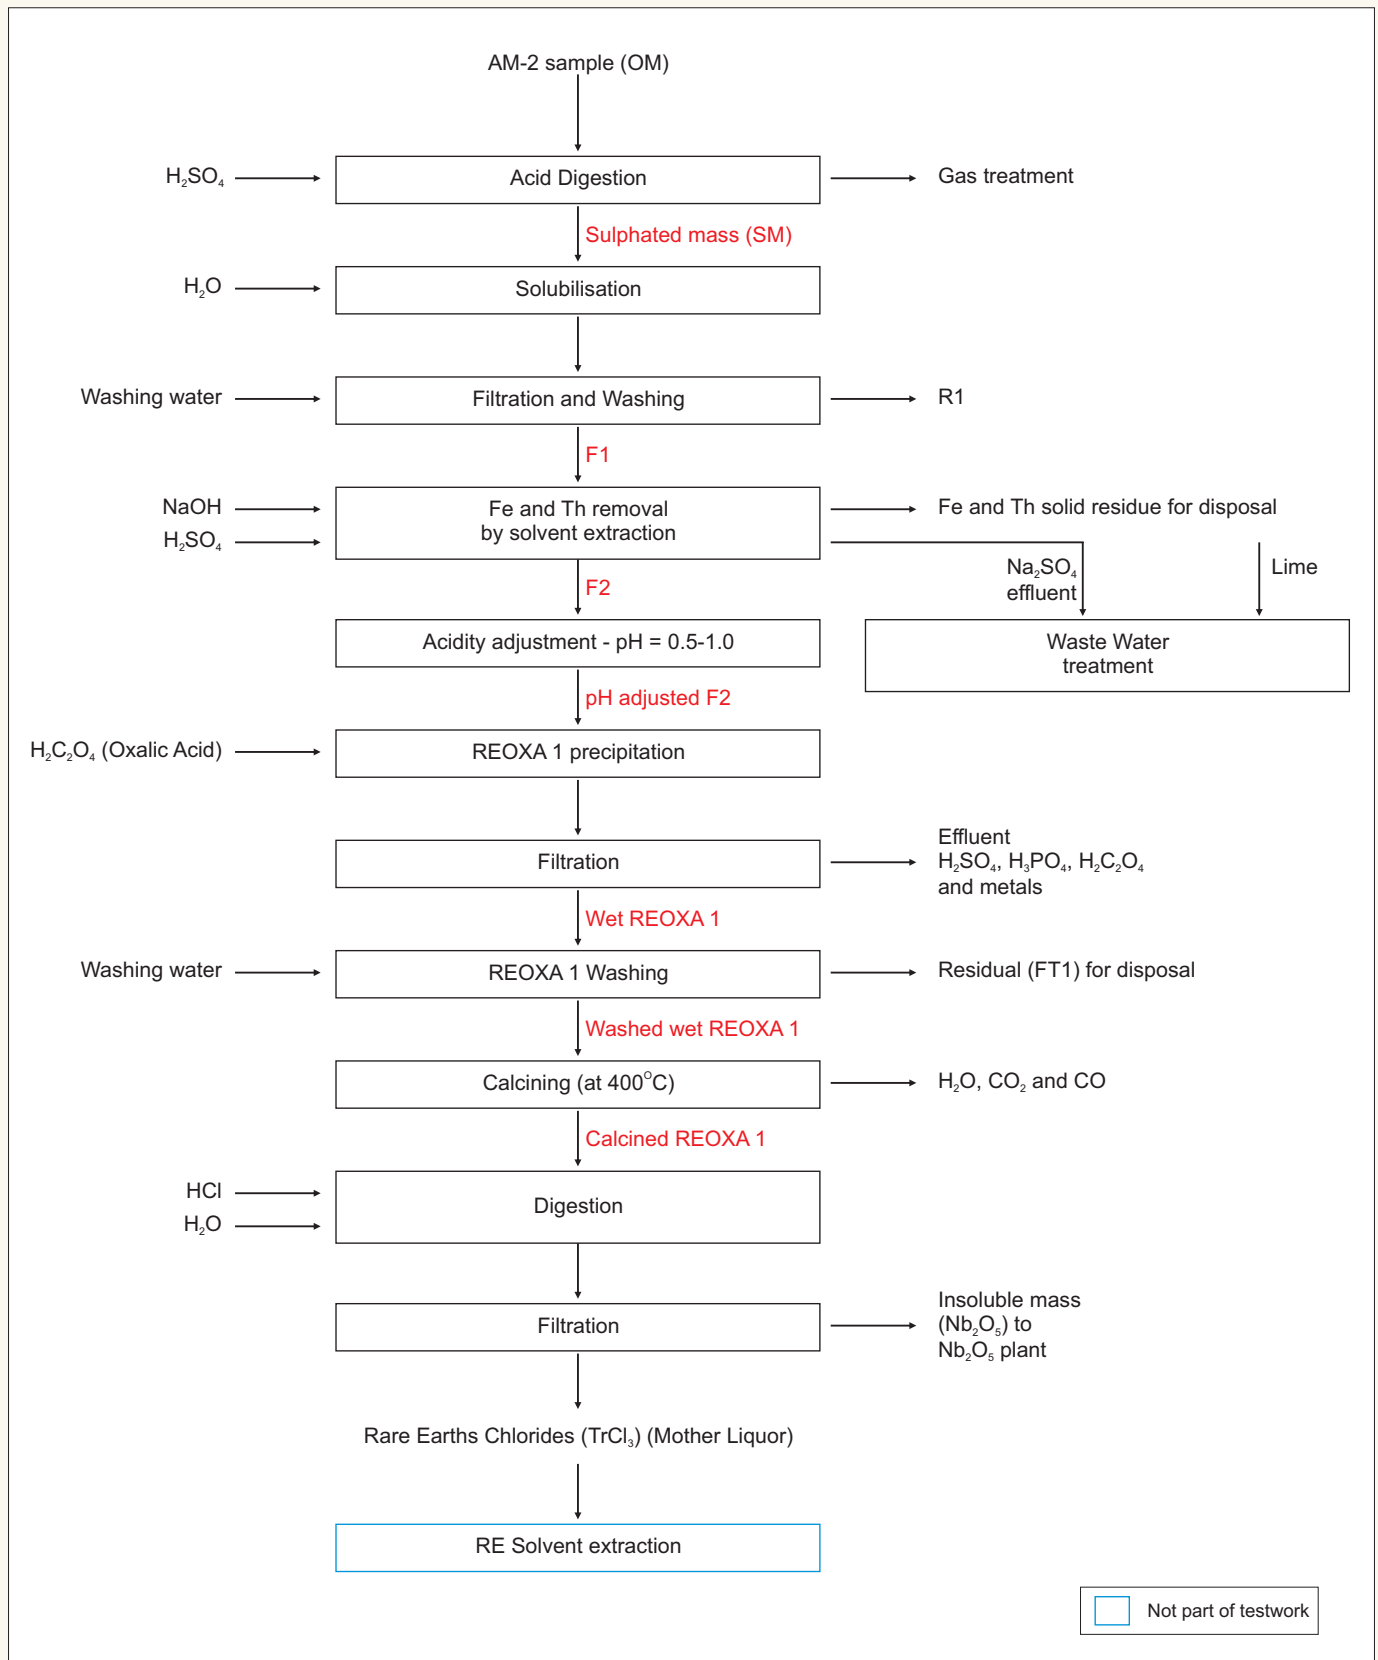 AM-2 sample (OM)
H₂SO₄
Acid Digestion
Gas treatment
Sulphated mass (SM)
H₂O
Solubilisation
Washing water
Filtration and Washing
R1
F1
NaOH
H₂SO₄
Fe and Th removal
by solvent extraction
Fe and Th solid residue for disposal
Na₂SO₄
effluent
Lime
F2
Acidity adjustment - pH = 0.5-1.0
Waste Water
treatment
pH adjusted F2
H₂C₂O₄ (Oxalic Acid)
REOXA 1 precipitation
Filtration
Effluent
H₂SO₄, H₃PO₄, H₂C₂O₄
and metals
Wet REOXA 1
Washing water
REOXA 1 Washing
Residual (FT1) for disposal
Washed wet REOXA 1
Calcining (at 400°C)
H₂O, CO₂ and CO
Calcined REOXA 1
HCl
H₂O
Digestion
Filtration
Insoluble mass
(Nb₂O₅) to
Nb₂O₅ plant
Rare Earths Chlorides (TrCl₃) (Mother Liquor)
RE Solvent extraction
Not part of testwork